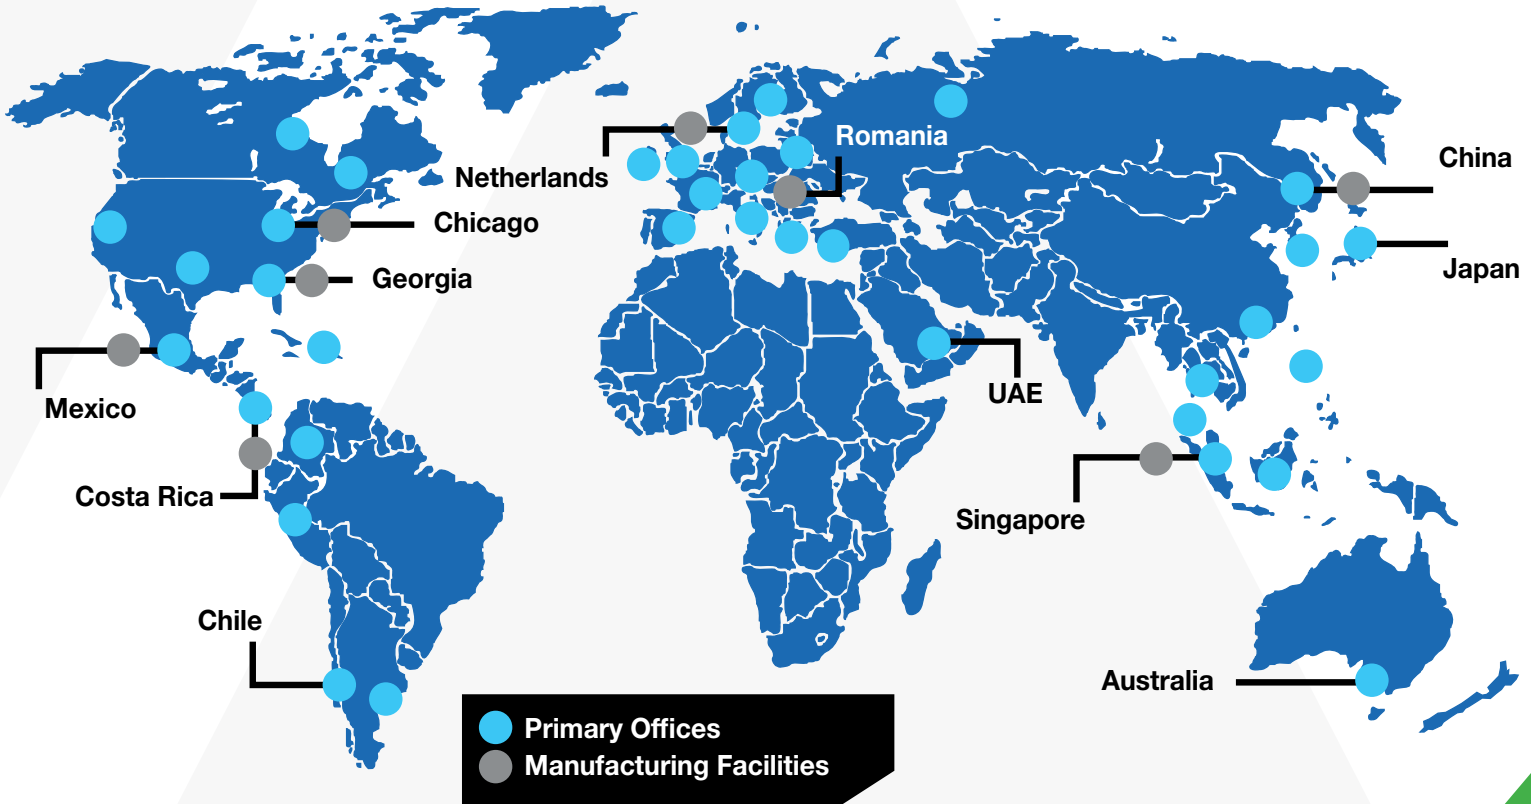 Romania
China
Netherlands
Chicago
Japan
Georgia
UAE
Mexico
Costa Rica
Singapore
Chile
Australia
Primary Offices
Manufacturing Facilities